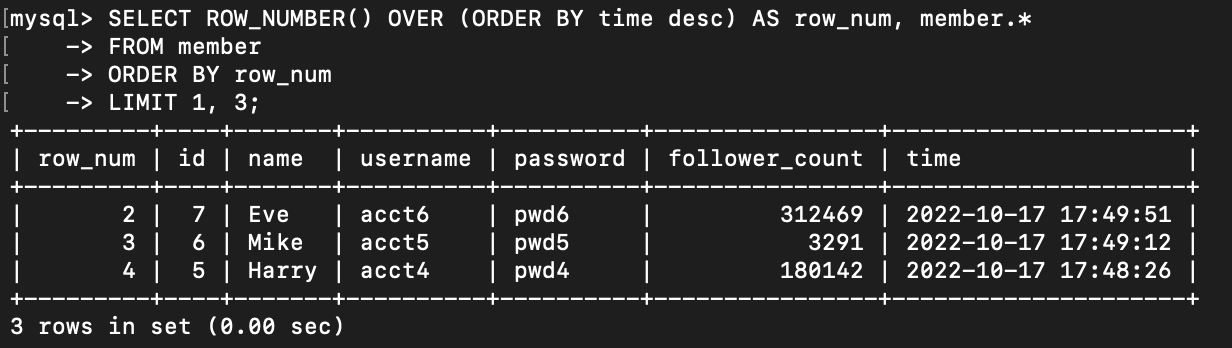 [mysql> SELECT ROW_NUMBER() OVER (ORDER BY time desc) AS row_num, member.*
[    -> FROM member
[    -> ORDER BY row_num
[    -> LIMIT 1, 3;
+---------+----+-------+----------+----------+----------------+---------------------+
| row_num | id | name  | username | password | follower_count | time                |
+---------+----+-------+----------+----------+----------------+---------------------+
|       2 |  7 | Eve   | acct6    | pwd6     |         312469 | 2022-10-17 17:49:51 |
|       3 |  6 | Mike  | acct5    | pwd5     |           3291 | 2022-10-17 17:49:12 |
|       4 |  5 | Harry | acct4    | pwd4     |         180142 | 2022-10-17 17:48:26 |
+---------+----+-------+----------+----------+----------------+---------------------+
3 rows in set (0.00 sec)